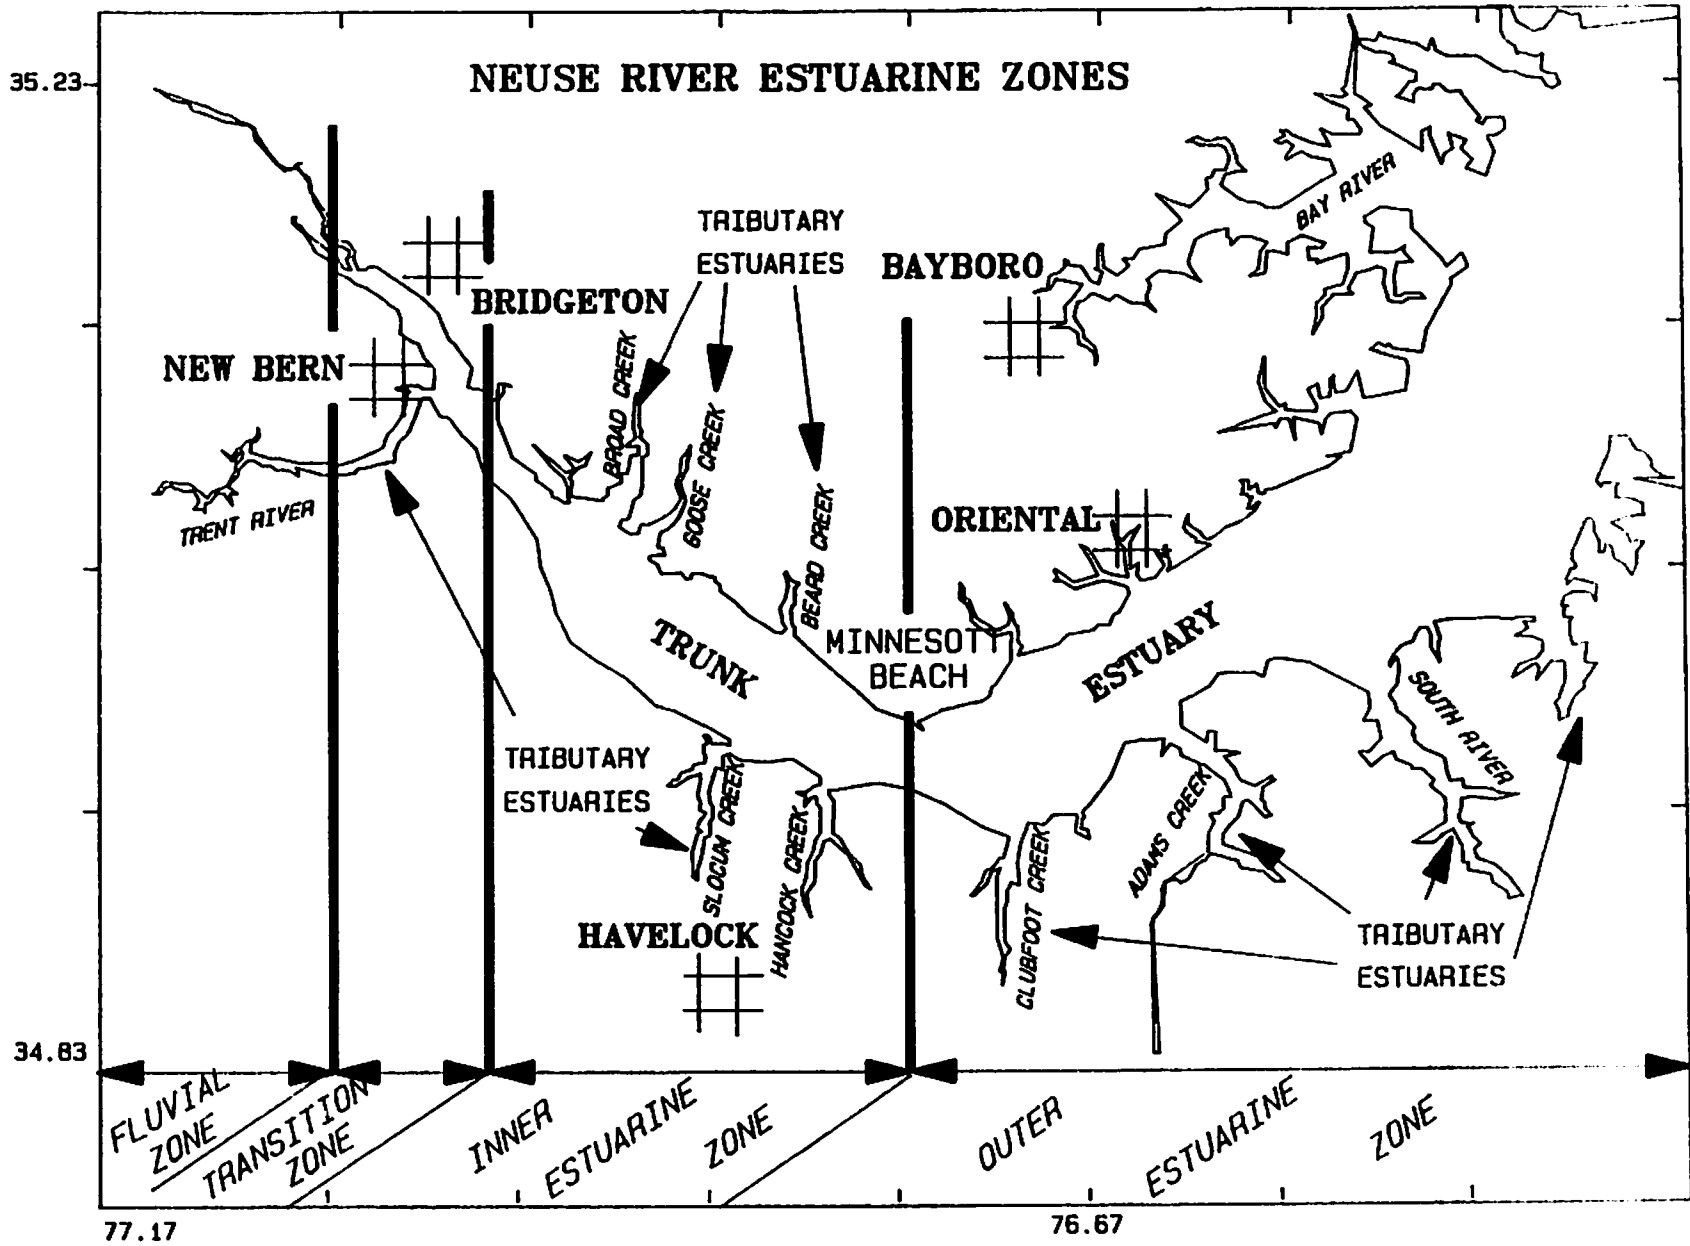 NEUSE RIVER ESTUARINE ZONES
35.23
TRIBUTARY
ESTUARIES
BAY RIVER
BAYBORO
BRIDGETON
NEW BERN
BROAD CREEK
GOOSE CREEK
BEARD CREEK
TRENT RIVER
ORIENTAL
TRUNK
MINNESOTT
BEACH
ESTUARY
SOUTH RIVER
TRIBUTARY
ESTUARIES
SLOCUM CREEK
HANCOCK CREEK
ADAMS CREEK
CLUBFOOT CREEK
HAVELOCK
TRIBUTARY
ESTUARIES
34.83
FLUVIAL
ZONE
TRANSITION
ZONE
INNER
ESTUARINE
ZONE
OUTER
ESTUARINE
ZONE
77.17
76.67